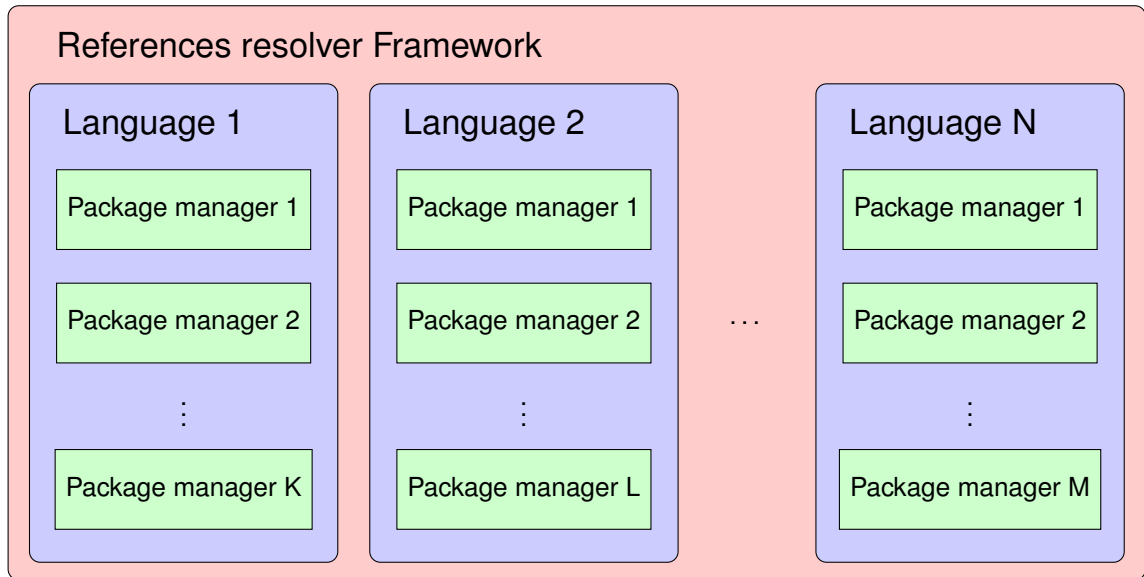 References resolver Framework
Language 1
Package manager 1
Package manager 2
⋮
Package manager K
Language 2
Package manager 1
Package manager 2
⋮
Package manager L
...
Language N
Package manager 1
Package manager 2
⋮
Package manager M